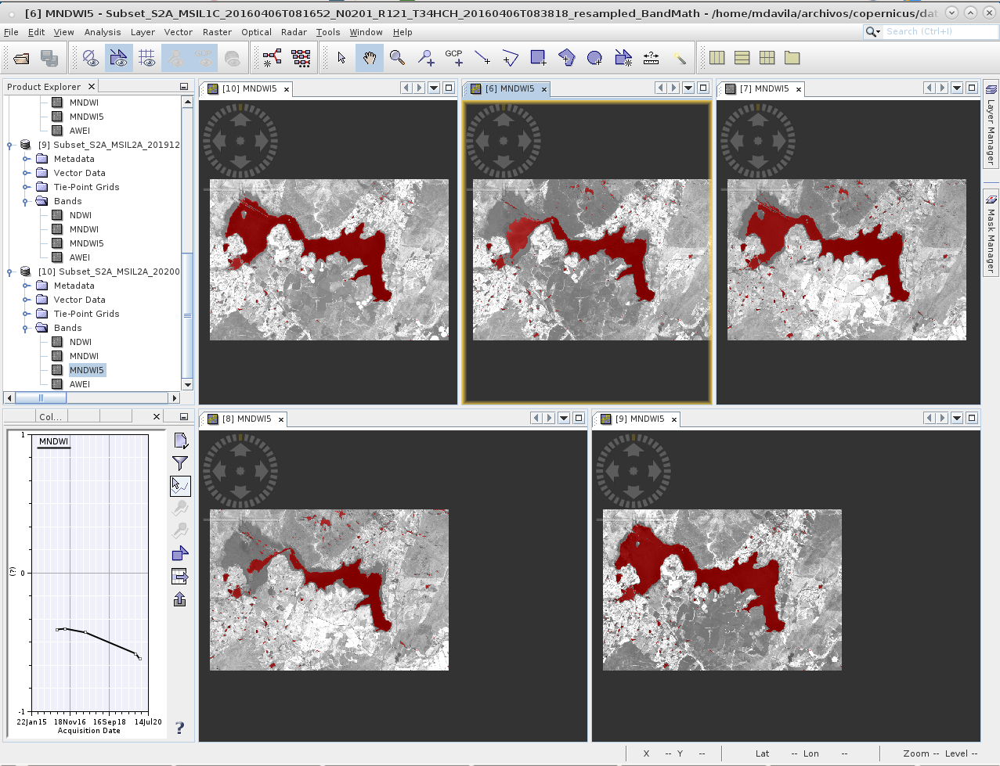 [6] MNDWI5 - Subset_S2A_MSIL1C_20160406T081652_N0201_R121_T34HCH_20160406T083818_resampled_BandMath - /home/mdavila/archivos/copernicus/dat
File Edit View Analysis Layer Vector Raster Optical Radar Tools Window Help
Search (Ctrl+I)
GCP
GCP
Product Explorer
[10] MNDWI5
[6] MNDWI5
[7] MNDWI5
MNDWI
MNDWI5
AWEI
[9] Subset_S2A_MSIL2A_201912
Metadata
Vector Data
Tie-Point Grids
Bands
NDWI
MNDWI
MNDWI5
AWEI
[10] Subset_S2A_MSIL2A_20200
Metadata
Vector Data
Tie-Point Grids
Bands
NDWI
MNDWI
MNDWI5
AWEI
Layer Manager
Mask Manager
Col...
[8] MNDWI5
[9] MNDWI5
1
MNDWI
(?)
0
-1
22Jan15 18Nov16 16Sep18 14Jul20
Acquisition Date
?
X -- Y -- Lat -- Lon -- Zoom -- Level --